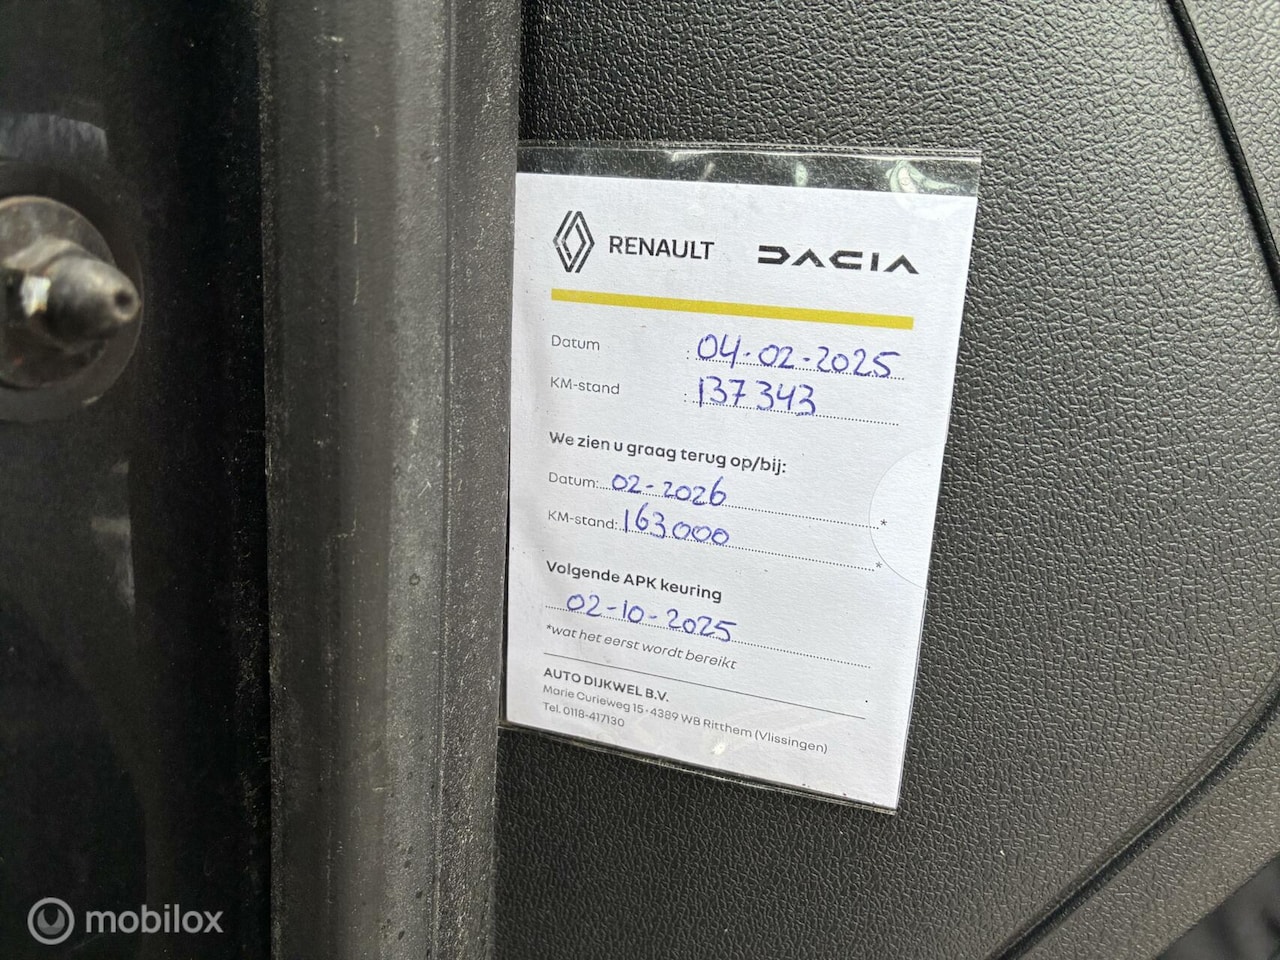 RENAULT DACIA
Datum : 04-02-2025
KM-stand : 137343
We zien u graag terug op/bij:
Datum: 02-2026 *
KM-stand: 163000 *
Volgende APK keuring
02-10-2025
*wat het eerst wordt bereikt
AUTO DIJKWEL B.V.
Marie Curieweg 15 • 4389 WB Ritthem (Vlissingen)
Tel. 0118-417130
mobilox